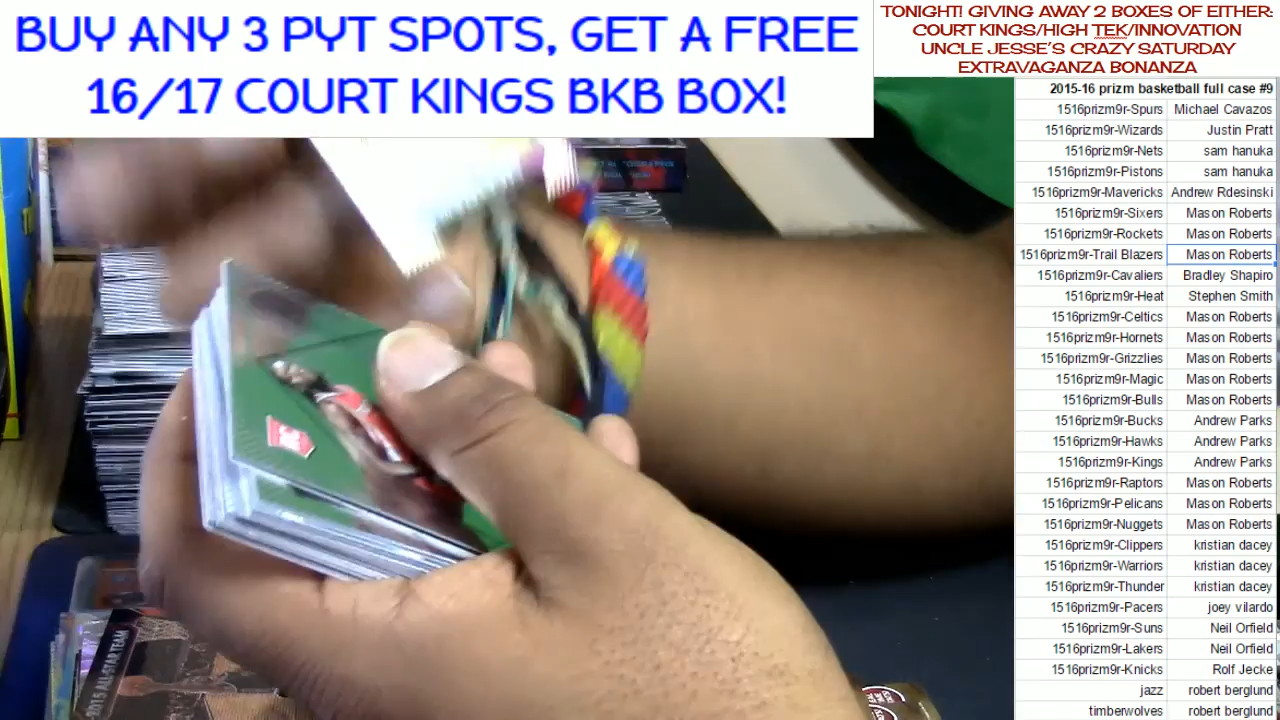 BUY ANY 3 PYT SPOTS, GET A FREE
16/17 COURT KINGS BKB BOX!
TONIGHT! GIVING AWAY 2 BOXES OF EITHER:
COURT KINGS/HIGH TEK/INNOVATION
UNCLE JESSE'S CRAZY SATURDAY
EXTRAVAGANZA BONANZA
2015-16 prizm basketball full case #9
1516prizm9r-Spurs Michael Cavazos
1516prizm9r-Wizards Justin Pratt
1516prizm9r-Nets sam hanuka
1516prizm9r-Pistons sam hanuka
1516prizm9r-Mavericks Andrew Rdesinski
1516prizm9r-Sixers Mason Roberts
1516prizm9r-Rockets Mason Roberts
1516prizm9r-Trail Blazers Mason Roberts
1516prizm9r-Cavaliers Bradley Shapiro
1516prizm9r-Heat Stephen Smith
1516prizm9r-Celtics Mason Roberts
1516prizm9r-Hornets Mason Roberts
1516prizm9r-Grizzlies Mason Roberts
1516prizm9r-Magic Mason Roberts
1516prizm9r-Bulls Mason Roberts
1516prizm9r-Bucks Andrew Parks
1516prizm9r-Hawks Andrew Parks
1516prizm9r-Kings Andrew Parks
1516prizm9r-Raptors Mason Roberts
1516prizm9r-Pelicans Mason Roberts
1516prizm9r-Nuggets Mason Roberts
1516prizm9r-Clippers kristian dacey
1516prizm9r-Warriors kristian dacey
1516prizm9r-Thunder kristian dacey
1516prizm9r-Pacers joey vilardo
1516prizm9r-Suns Neil Orfield
1516prizm9r-Lakers Neil Orfield
1516prizm9r-Knicks Rolf Jecke
jazz robert berglund
timberwolves robert berglund
2015 ALL-STAR TEAM